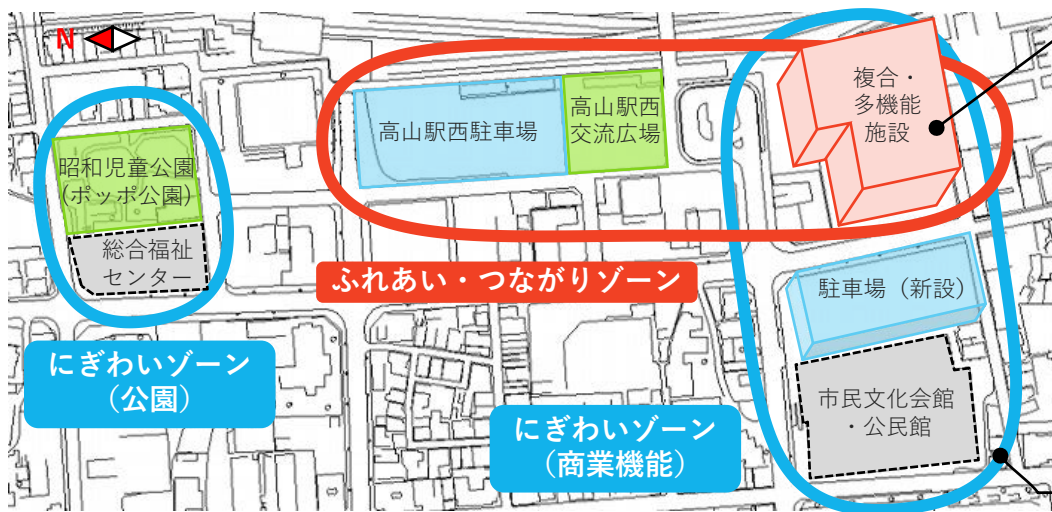 N
複合・
多機能
施設
高山駅西駐車場
高山駅西
交流広場
昭和児童公園
(ポッポ公園)
総合福祉
センター
ふれあい・つながりゾーン
駐車場（新設）
にぎわいゾーン
（公園）
市民文化会館
・公民館
にぎわいゾーン
（商業機能）